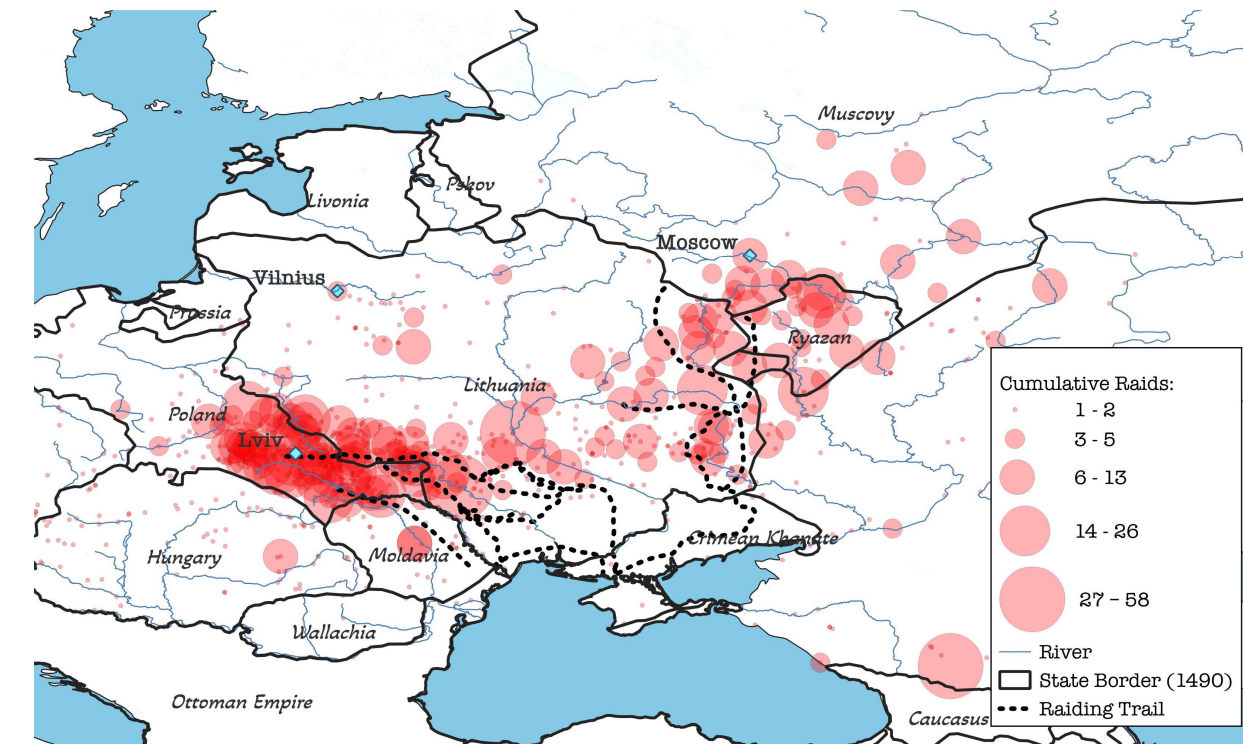 Muscovy
Pskov
Livonia
Moscow
Vilnius
Prussia
Ryazan
Lithuania
Poland
Lviv
Crimean Khanate
Moldavia
Hungary
Wallachia
Ottoman Empire
Caucasus
Cumulative Raids:
1 - 2
3 - 5
6 - 13
14 - 26
27 - 58
River
State Border (1490)
Raiding Trail